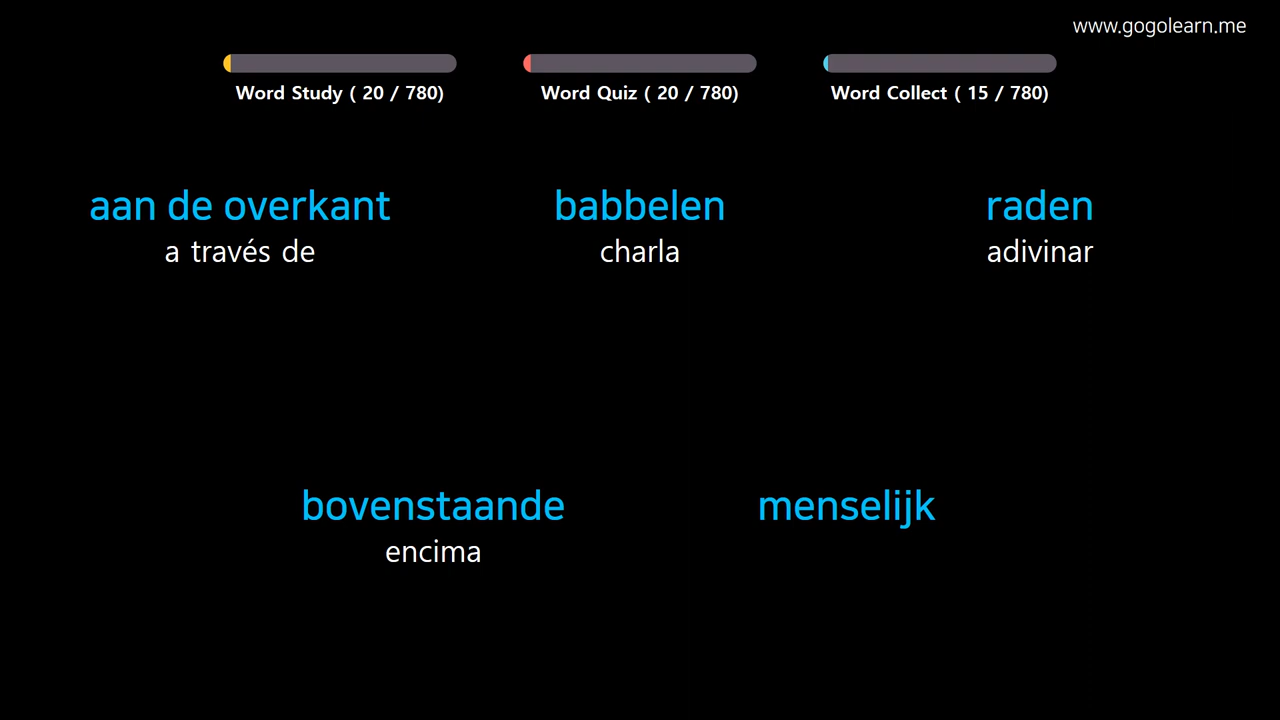 www.gogolearn.me
Word Study ( 20 / 780)
Word Quiz ( 20 / 780)
Word Collect ( 15 / 780)
aan de overkant
a través de
babbelen
charla
raden
adivinar
bovenstaande
encima
menselijk